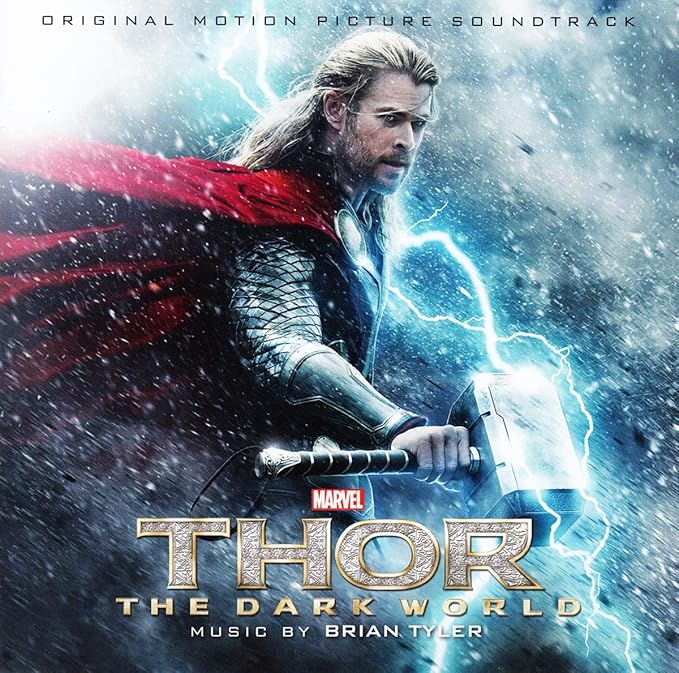 ORIGINAL MOTION PICTURE SOUNDTRACK
MARVEL
THOR
THE DARK WORLD
MUSIC BY BRIAN TYLER